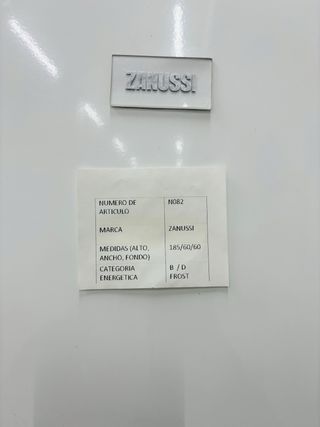 ZANUSSI
NUMERO DE ARTICULO N082
MARCA ZANUSSI
MEDIDAS (ALTO, ANCHO, FONDO) 185/60/60
CATEGORIA ENERGETICA B / D FROST